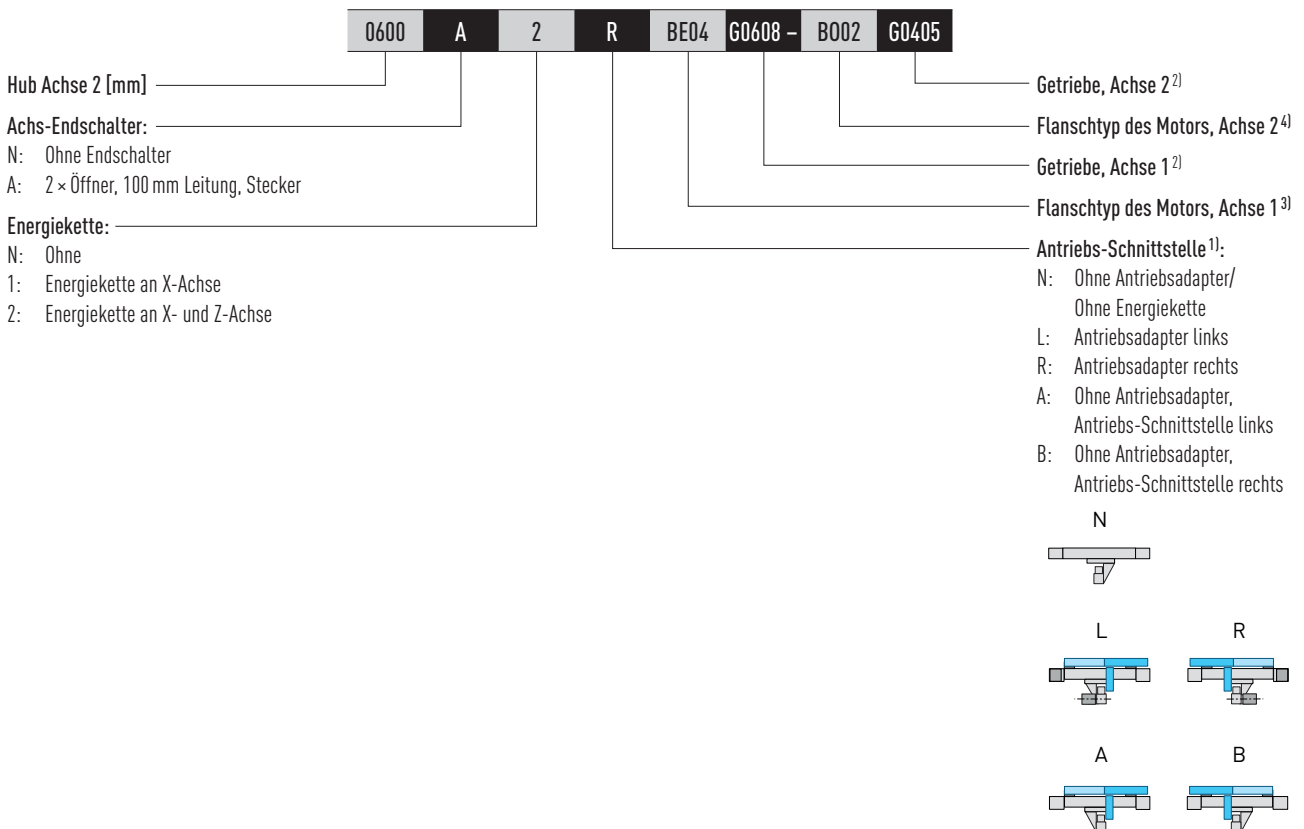 0600 A 2 R BE04 G0608 – B002 G0405
Hub Achse 2 [mm]
Achs-Endschalter:
N: Ohne Endschalter
A: 2 × Öffner, 100 mm Leitung, Stecker
Energiekette:
N: Ohne
1: Energiekette an X-Achse
2: Energiekette an X- und Z-Achse
Getriebe, Achse 2 2)
Flanschtyp des Motors, Achse 2 4)
Getriebe, Achse 1 2)
Flanschtyp des Motors, Achse 1 3)
Antriebs-Schnittstelle 1):
N: Ohne Antriebsadapter/
Ohne Energiekette
L: Antriebsadapter links
R: Antriebsadapter rechts
A: Ohne Antriebsadapter,
Antriebs-Schnittstelle links
B: Ohne Antriebsadapter,
Antriebs-Schnittstelle rechts
N
L R
A B